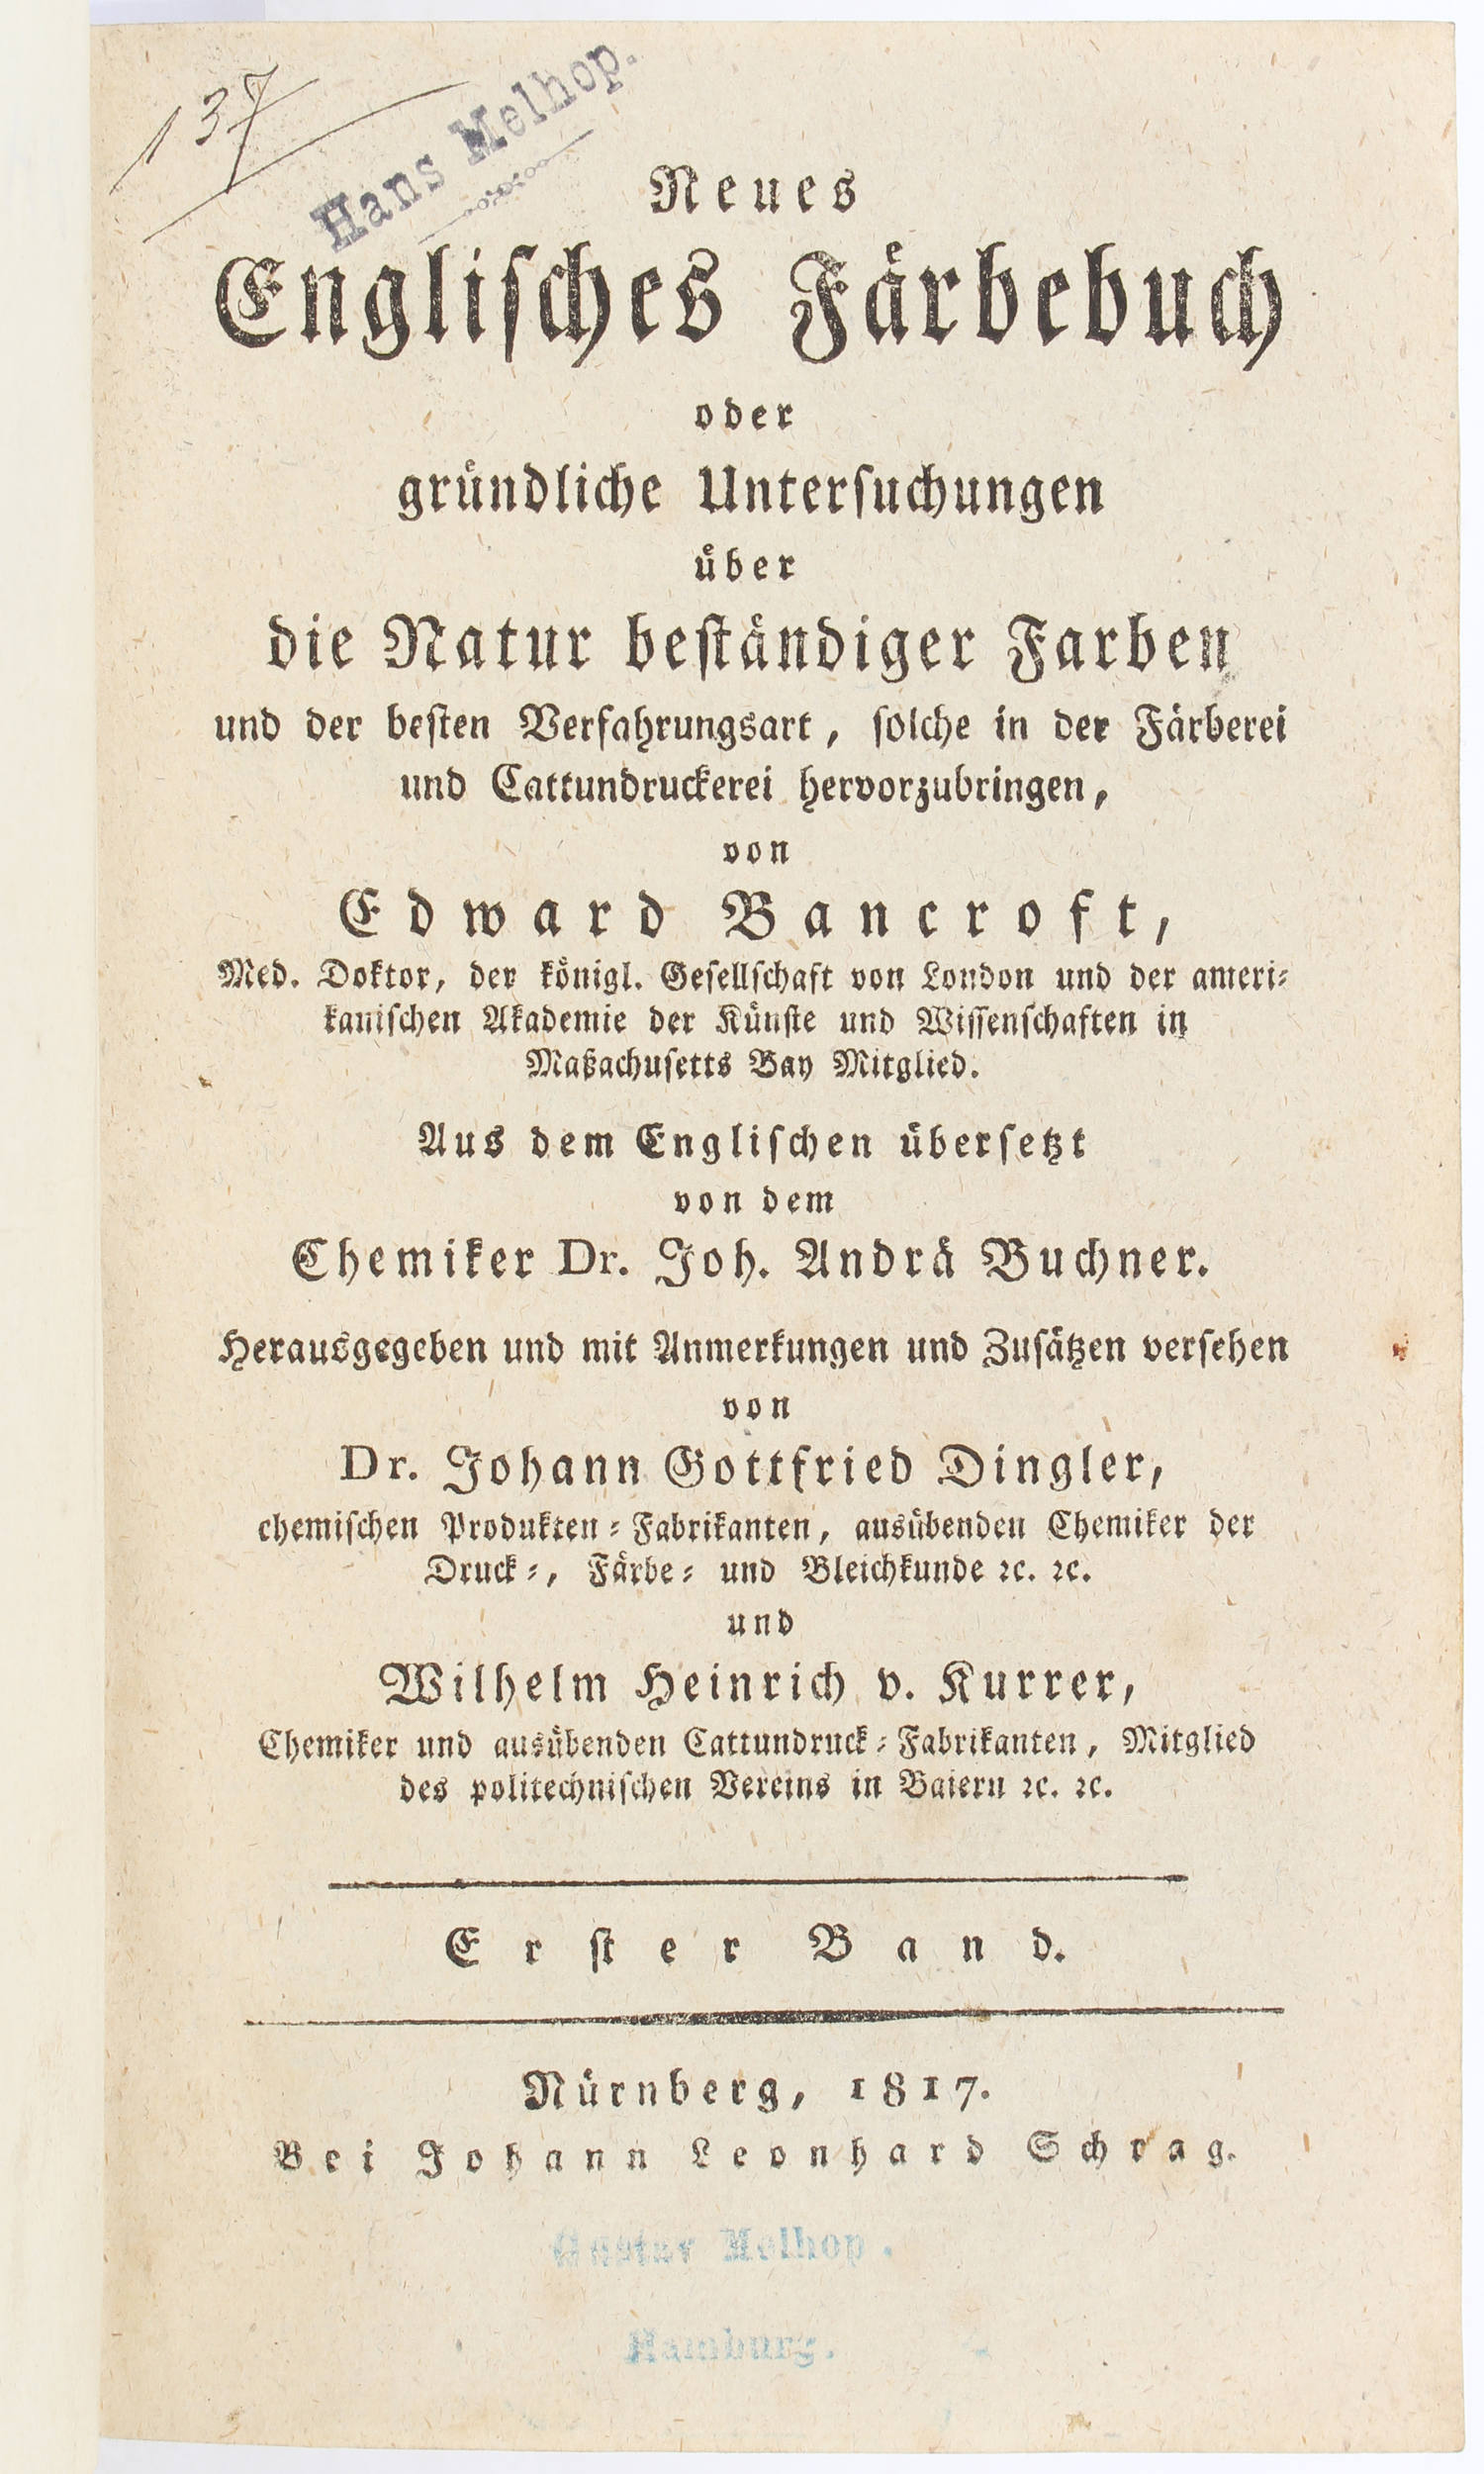 137
Hans Melhop.
Neues
Engliſches Färbebuch
oder
gründliche Unterſuchungen
über
die Natur beſtändiger Farben
und der beſten Verfahrungsart, ſolche in der Färberei
und Cattundruckerei hervorzubringen,
von
Edward Bancroft,
Med. Doktor, der königl. Geſellſchaft von London und der ameri-
kaniſchen Akademie der Künſte und Wiſſenſchaften in
Maßachuſetts Bay Mitglied.
Aus dem Engliſchen überſetzt
von dem
Chemiker Dr. Joh. Andrä Buchner.
Herausgegeben und mit Anmerkungen und Zuſätzen verſehen
von
Dr. Johann Gottfried Dingler,
chemiſchen Produkten-Fabrikanten, ausübenden Chemiker der
Druck-, Färbe- und Bleichkunde ꝛc. ꝛc.
und
Wilhelm Heinrich v. Kurrer,
Chemiker und ausübenden Cattundruck-Fabrikanten, Mitglied
des politechniſchen Vereins in Baiern ꝛc. ꝛc.
Erſter Band.
Nürnberg, 1817.
Bei Johann Leonhard Schrag.
Gustav Melhop.
Hamburg.